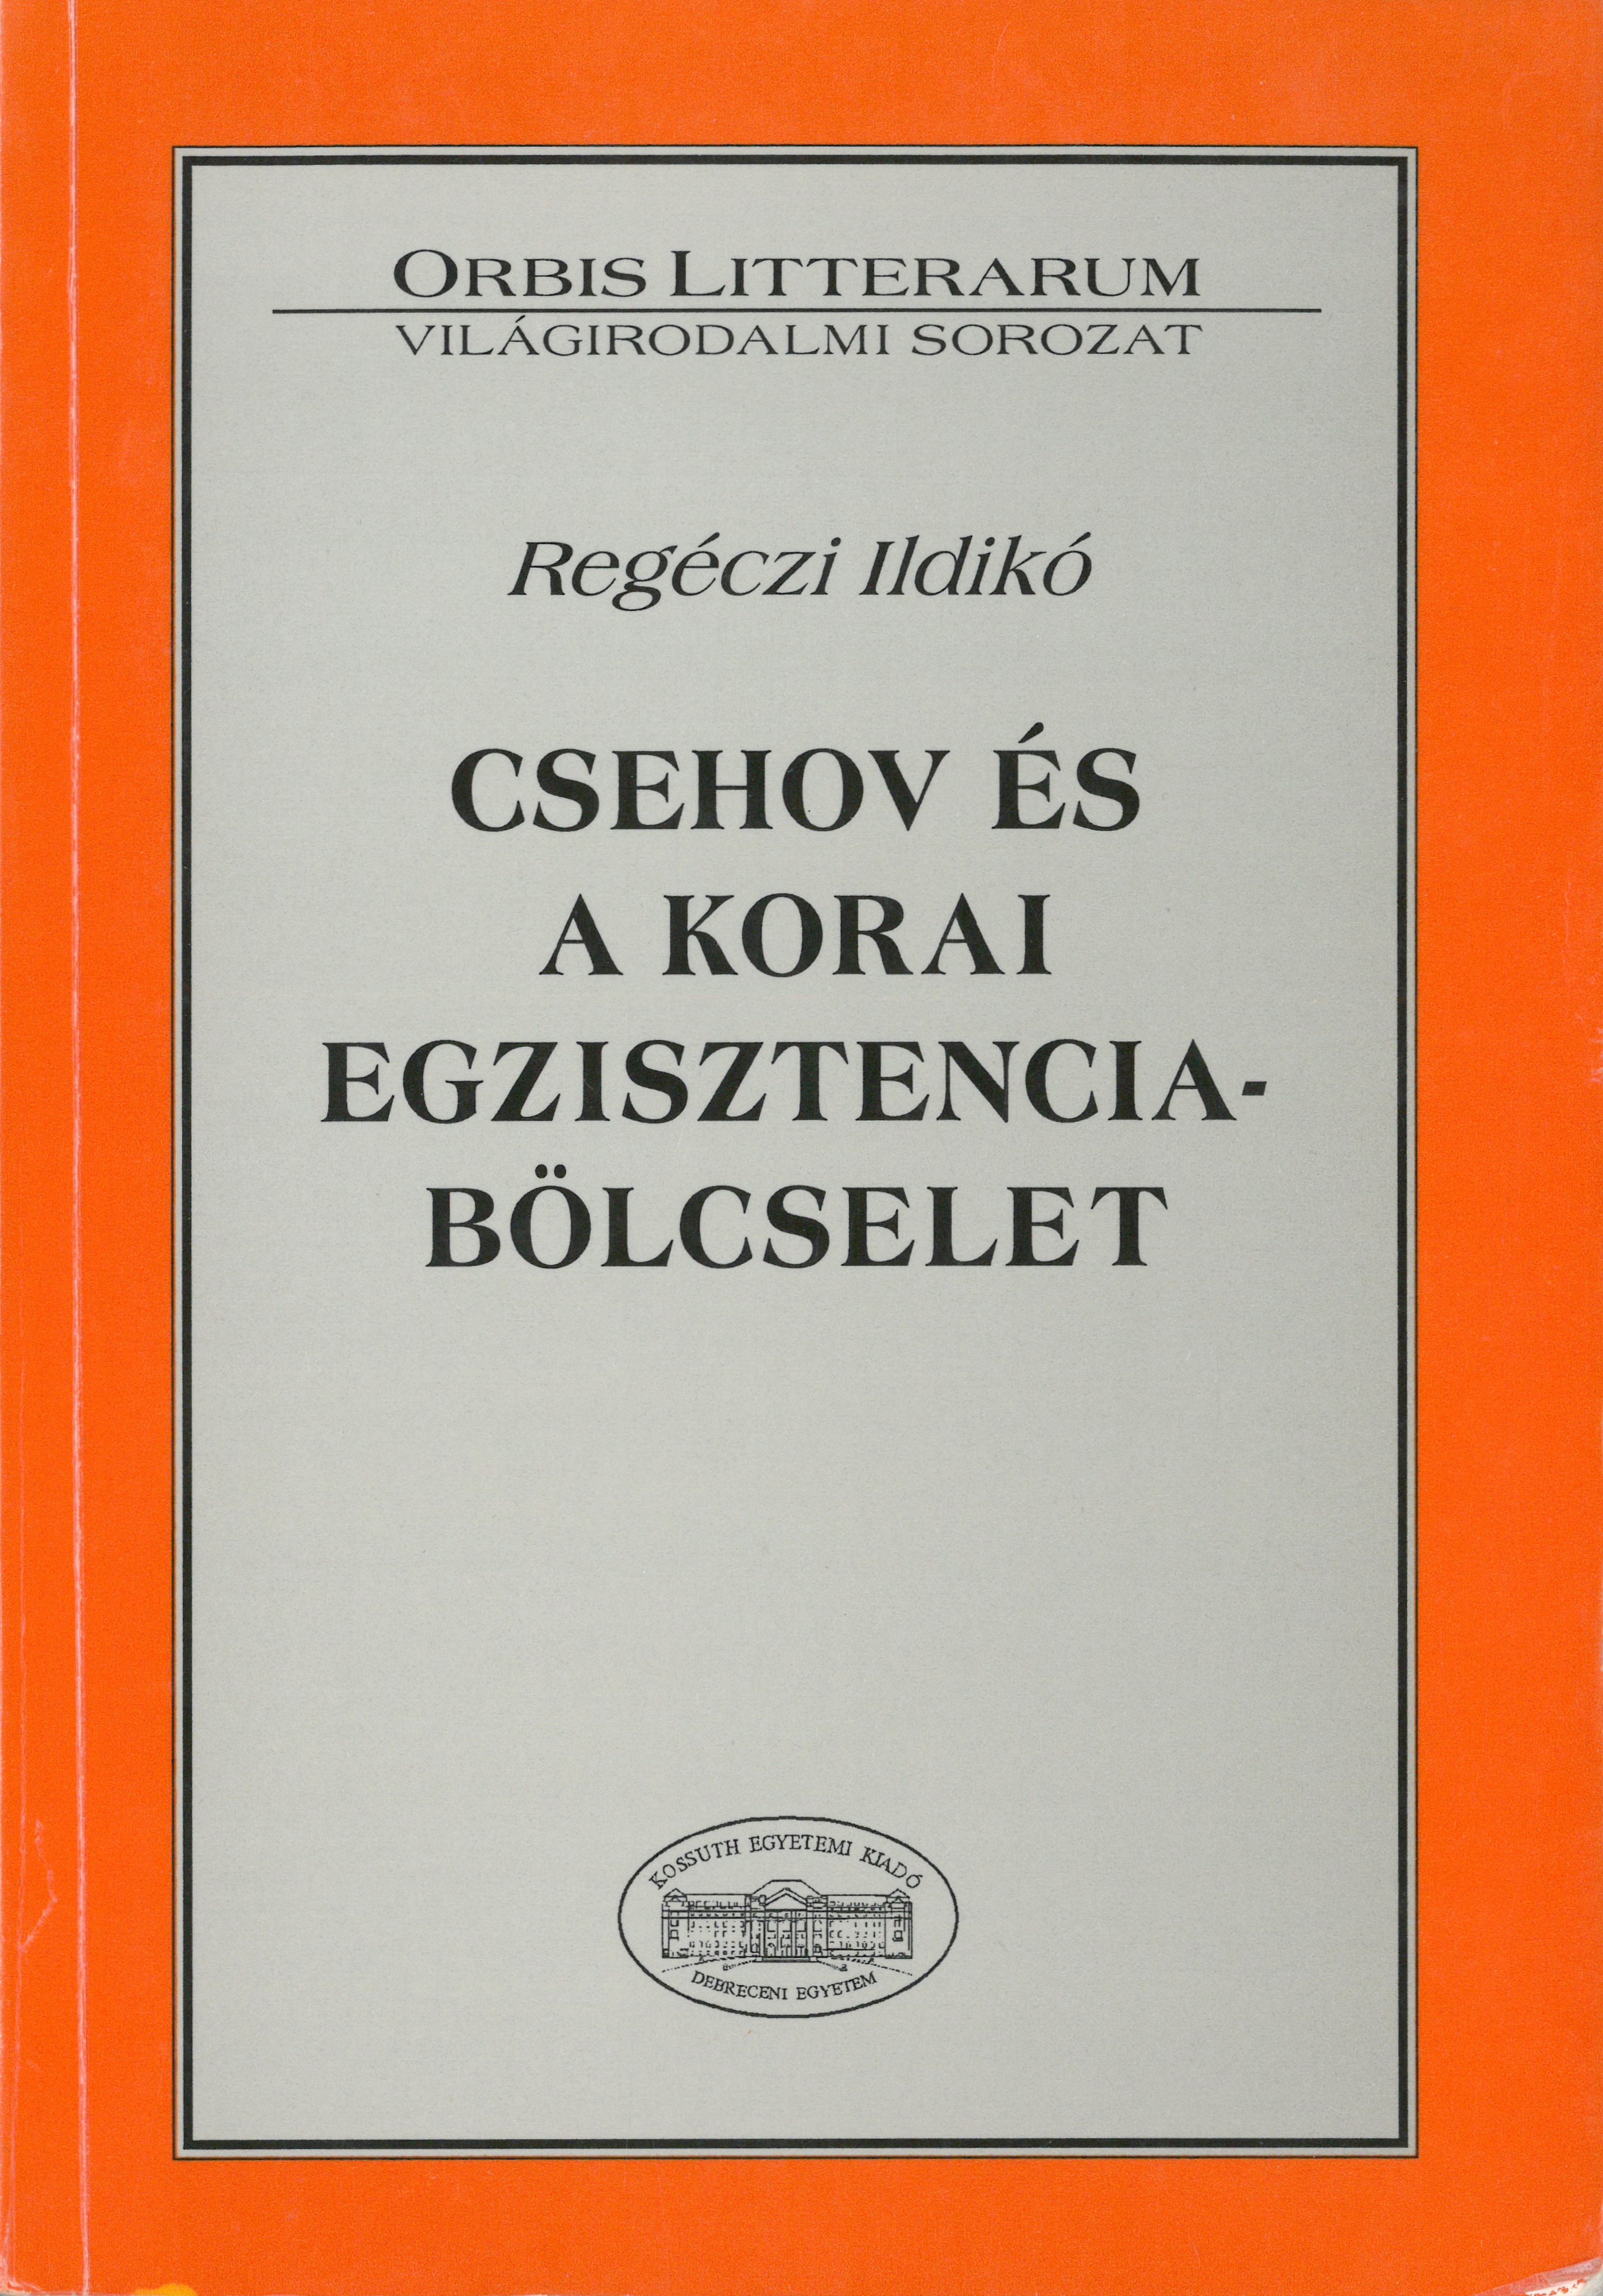 ORBIS LITTERARUM
VILÁGIRODALMI SOROZAT
Regéczi Ildikó
CSEHOV ÉS
A KORAI
EGZISZTENCIA-
BÖLCSELET
KOSSUTH EGYETEMI KIADÓ
DEBRECENI EGYETEM